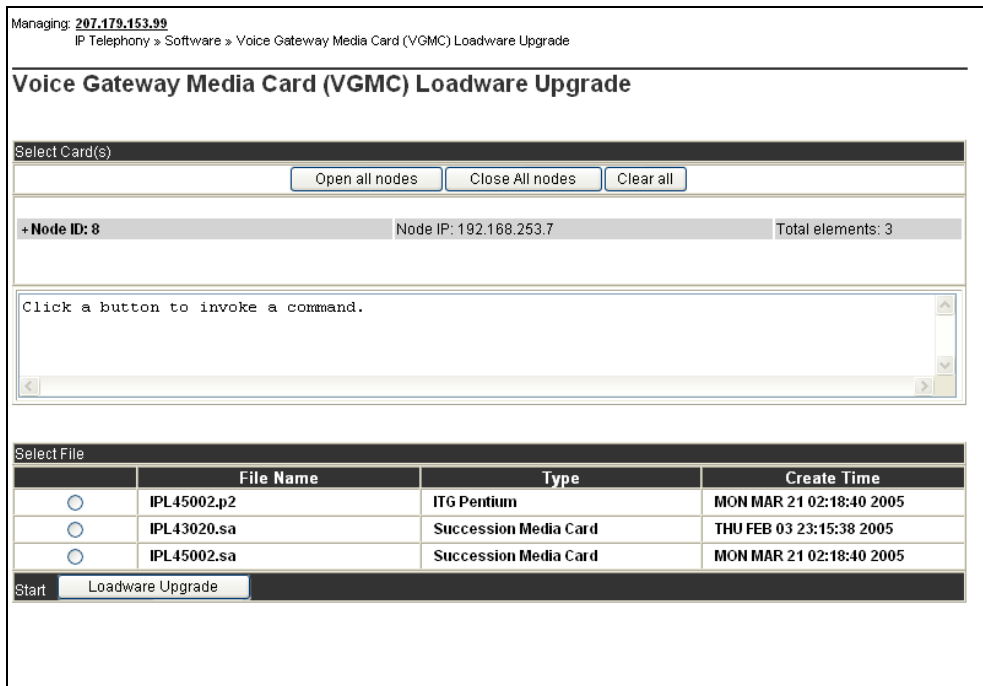 Managing: 207.179.153.99
IP Telephony » Software » Voice Gateway Media Card (VGMC) Loadware Upgrade
Voice Gateway Media Card (VGMC) Loadware Upgrade
Select Card(s)
Open all nodes Close All nodes Clear all
+ Node ID: 8 Node IP: 192.168.253.7 Total elements: 3
Click a button to invoke a command.
Select File
File Name Type Create Time
IPL45002.p2 ITG Pentium MON MAR 21 02:18:40 2005
IPL43020.sa Succession Media Card THU FEB 03 23:15:38 2005
IPL45002.sa Succession Media Card MON MAR 21 02:18:40 2005
Start Loadware Upgrade